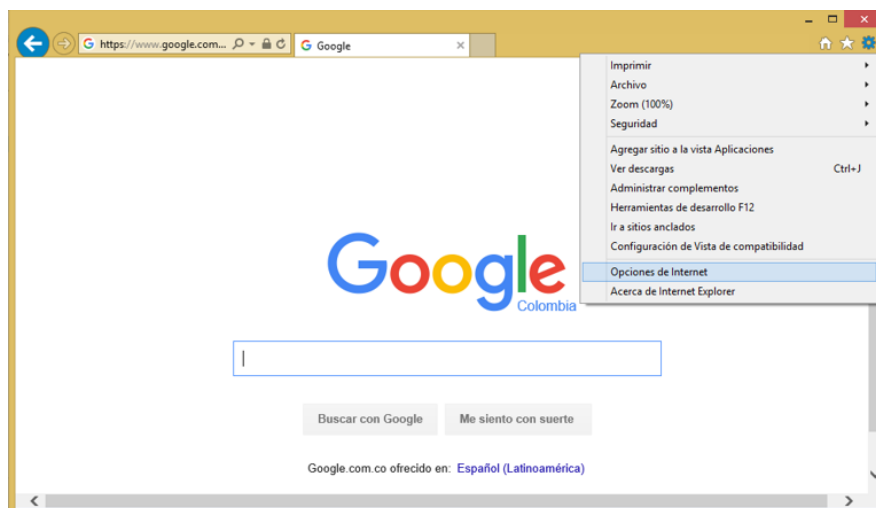 https://www.google.com...
Google
Imprimir
Archivo
Zoom (100%)
Seguridad
Agregar sitio a la vista Aplicaciones
Ver descargas Ctrl+J
Administrar complementos
Herramientas de desarrollo F12
Ir a sitios anclados
Configuración de Vista de compatibilidad
Opciones de Internet
Acerca de Internet Explorer
Google
Colombia
Buscar con Google Me siento con suerte
Google.com.co ofrecido en: Español (Latinoamérica)